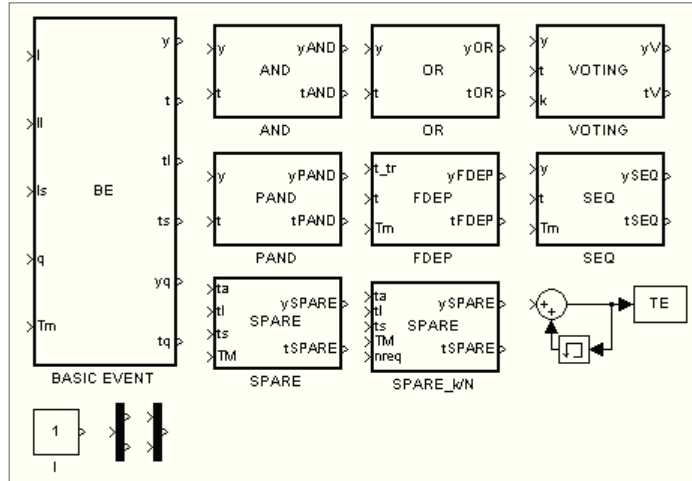 y
l
t
ll
tl
ls
BE
ts
q
yq
Tm
tq
BASIC EVENT
y
yAND
AND
t
tAND
AND
y
yOR
OR
t
tOR
OR
y
yV
t
VOTING
k
tV
VOTING
y
yPAND
PAND
t
tPAND
PAND
t_tr
yFDEP
t
FDEP
Tm
tFDEP
FDEP
y
ySEQ
t
SEQ
Tm
tSEQ
SEQ
ta
ySPARE
tl
SPARE
ts
TM
tSPARE
SPARE
ta
ySPARE
tl
ts
SPARE
TM
nreq
tSPARE
SPARE_k/N
+
+
TE
1
l